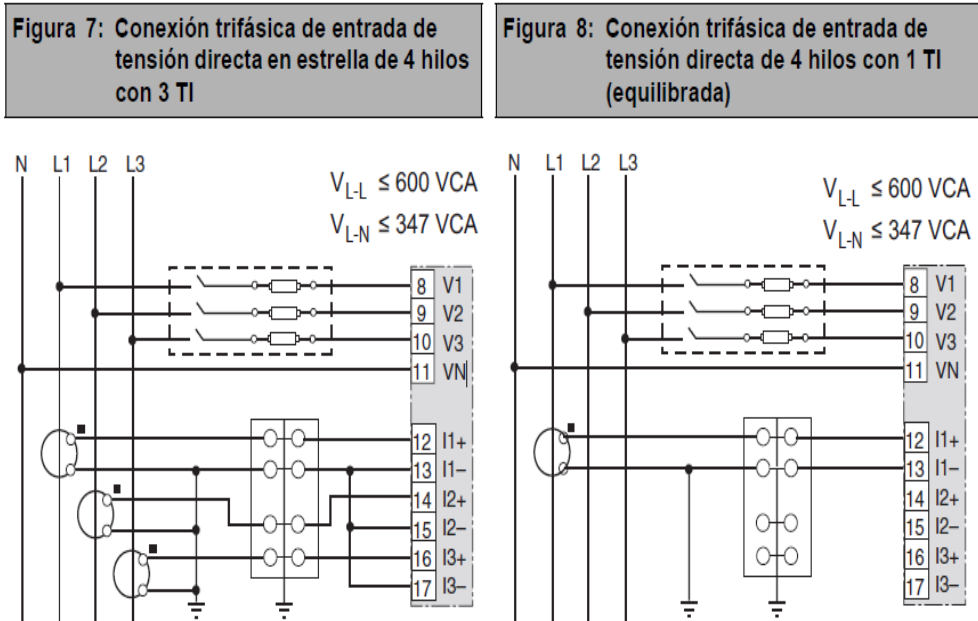 Figura 7: Conexión trifásica de entrada de
tensión directa en estrella de 4 hilos
con 3 TI
N L1 L2 L3
V L-L ≤ 600 VCA
V L-N ≤ 347 VCA
8 V1
9 V2
10 V3
11 VN
12 I1+
13 I1–
14 I2+
15 I2–
16 I3+
17 I3–
Figura 8: Conexión trifásica de entrada de
tensión directa de 4 hilos con 1 TI
(equilibrada)
N L1 L2 L3
V L-L ≤ 600 VCA
V L-N ≤ 347 VCA
8 V1
9 V2
10 V3
11 VN
12 I1+
13 I1–
14 I2+
15 I2–
16 I3+
17 I3–